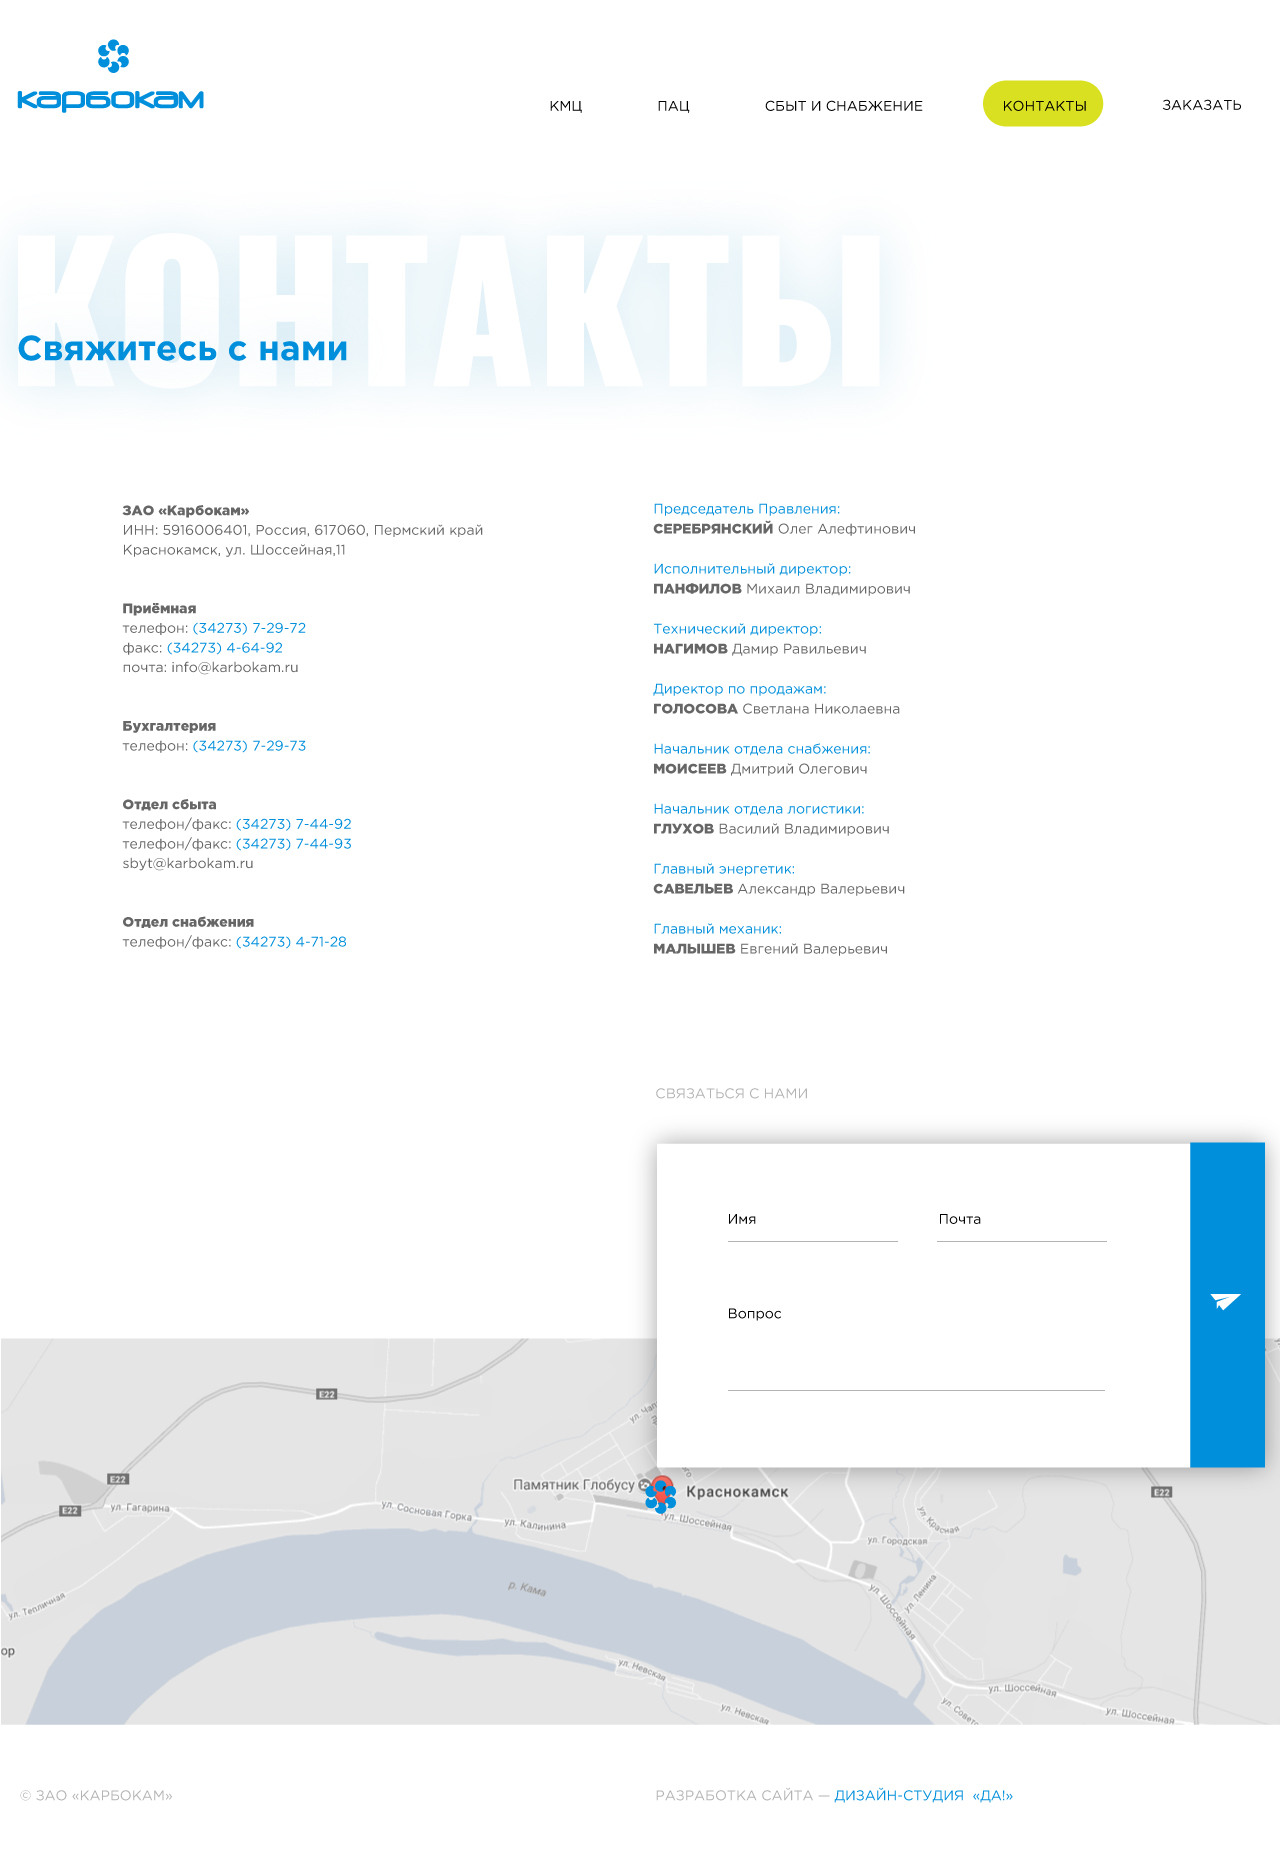 карбокам
КМЦ
ПАЦ
СБЫТ И СНАБЖЕНИЕ
КОНТАКТЫ
ЗАКАЗАТЬ
КОНТАКТЫ
Свяжитесь с нами
ЗАО «Карбокам»
ИНН: 5916006401, Россия, 617060, Пермский край
Краснокамск, ул. Шоссейная,11
Приёмная
телефон: (34273) 7-29-72
факс: (34273) 4-64-92
почта: info@karbokam.ru
Бухгалтерия
телефон: (34273) 7-29-73
Отдел сбыта
телефон/факс: (34273) 7-44-92
телефон/факс: (34273) 7-44-93
sbyt@karbokam.ru
Отдел снабжения
телефон/факс: (34273) 4-71-28
Председатель Правления:
СЕРЕБРЯНСКИЙ Олег Алефтинович
Исполнительный директор:
ПАНФИЛОВ Михаил Владимирович
Технический директор:
НАГИМОВ Дамир Равильевич
Директор по продажам:
ГОЛОСОВА Светлана Николаевна
Начальник отдела снабжения:
МОИСЕЕВ Дмитрий Олегович
Начальник отдела логистики:
ГЛУХОВ Василий Владимирович
Главный энергетик:
САВЕЛЬЕВ Александр Валерьевич
Главный механик:
МАЛЫШЕВ Евгений Валерьевич
СВЯЗАТЬСЯ С НАМИ
Имя
Почта
Вопрос
E22
E22
E22
E22
ул. Гагарина
ул. Сосновая Горка
ул. Калинина
Памятник Глобусу
Краснокамск
ул. Шоссейная
ул. Красная
ул. Городская
ул. Ленина
ул. Шоссейная
р. Кама
ул. Тепличная
ор
ул. Невская
ул. Невская
ул. Шоссейная
ул. Советс
ул. Шоссейная
© ЗАО «КАРБОКАМ»
РАЗРАБОТКА САЙТА — ДИЗАЙН-СТУДИЯ «ДА!»